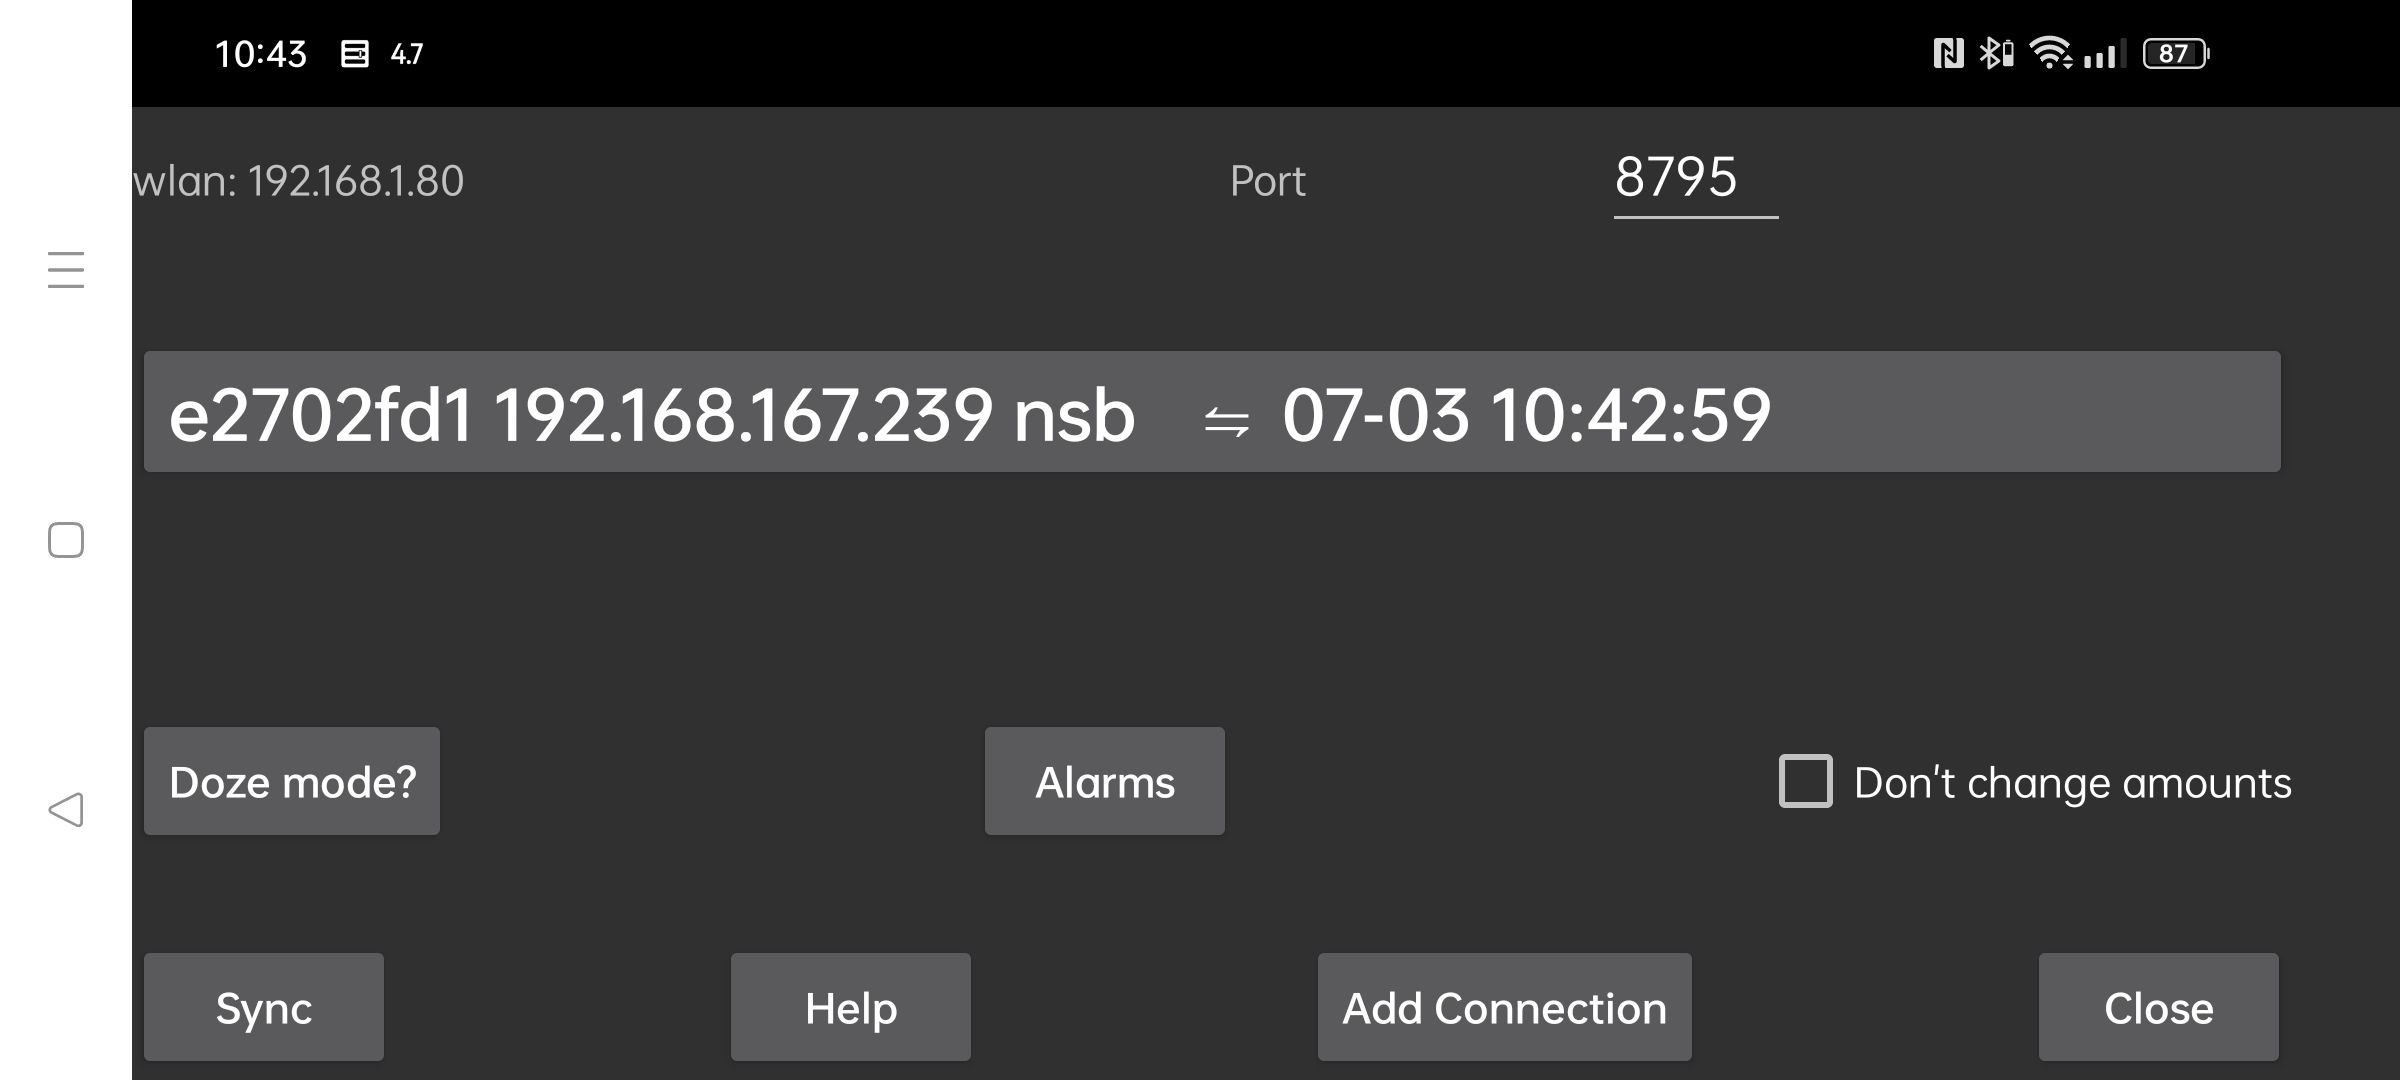 10:43 4.7 87
wlan: 192.168.1.80 Port 8795
e2702fd1 192.168.167.239 nsb ⇋ 07-03 10:42:59
Doze mode? Alarms Don't change amounts
Sync Help Add Connection Close